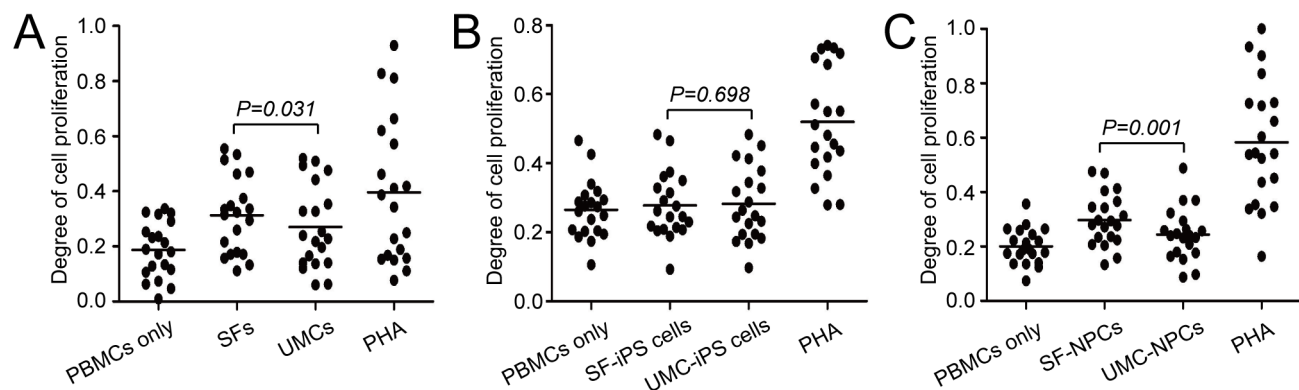 A
Degree of cell proliferation
1.0
0.8
0.6
0.4
0.2
0.0
P=0.031
PBMCs only
SFs
UMCs
PHA
B
Degree of cell proliferation
0.8
0.6
0.4
0.2
0.0
P=0.698
PBMCs only
SF-iPS cells
UMC-iPS cells
PHA
C
Degree of cell proliferation
1.0
0.8
0.6
0.4
0.2
0.0
P=0.001
PBMCs only
SF-NPCs
UMC-NPCs
PHA